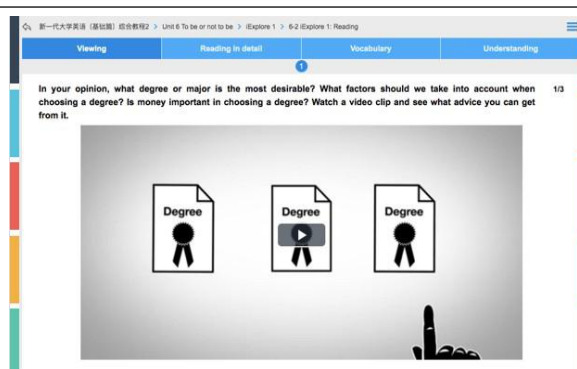 新一代大学英语（基础篇）综合教程2 > Unit 6 To be or not to be > iExplore 1 > 6-2 iExplore 1: Reading
Viewing
Reading in detail
Vocabulary
Understanding
1
In your opinion, what degree or major is the most desirable? What factors should we take into account when
1/3
choosing a degree? Is money important in choosing a degree? Watch a video clip and see what advice you can get
from it.
Degree
Degree
Degree